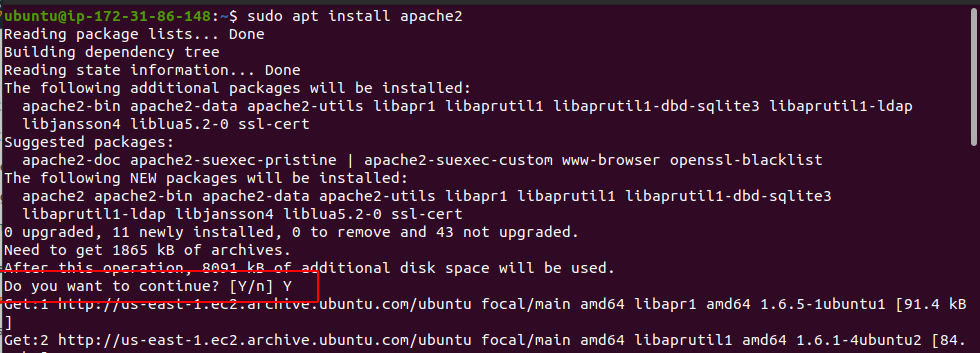 ubuntu@ip-172-31-86-148:~$ sudo apt install apache2
Reading package lists... Done
Building dependency tree
Reading state information... Done
The following additional packages will be installed:
  apache2-bin apache2-data apache2-utils libapr1 libaprutil1 libaprutil1-dbd-sqlite3 libaprutil1-ldap
  libjansson4 liblua5.2-0 ssl-cert
Suggested packages:
  apache2-doc apache2-suexec-pristine | apache2-suexec-custom www-browser openssl-blacklist
The following NEW packages will be installed:
  apache2 apache2-bin apache2-data apache2-utils libapr1 libaprutil1 libaprutil1-dbd-sqlite3
  libaprutil1-ldap libjansson4 liblua5.2-0 ssl-cert
0 upgraded, 11 newly installed, 0 to remove and 43 not upgraded.
Need to get 1865 kB of archives.
After this operation, 8091 kB of additional disk space will be used.
Do you want to continue? [Y/n] Y
Get:1 http://us-east-1.ec2.archive.ubuntu.com/ubuntu focal/main amd64 libapr1 amd64 1.6.5-1ubuntu1 [91.4 kB
]
Get:2 http://us-east-1.ec2.archive.ubuntu.com/ubuntu focal/main amd64 libaprutil1 amd64 1.6.1-4ubuntu2 [84.